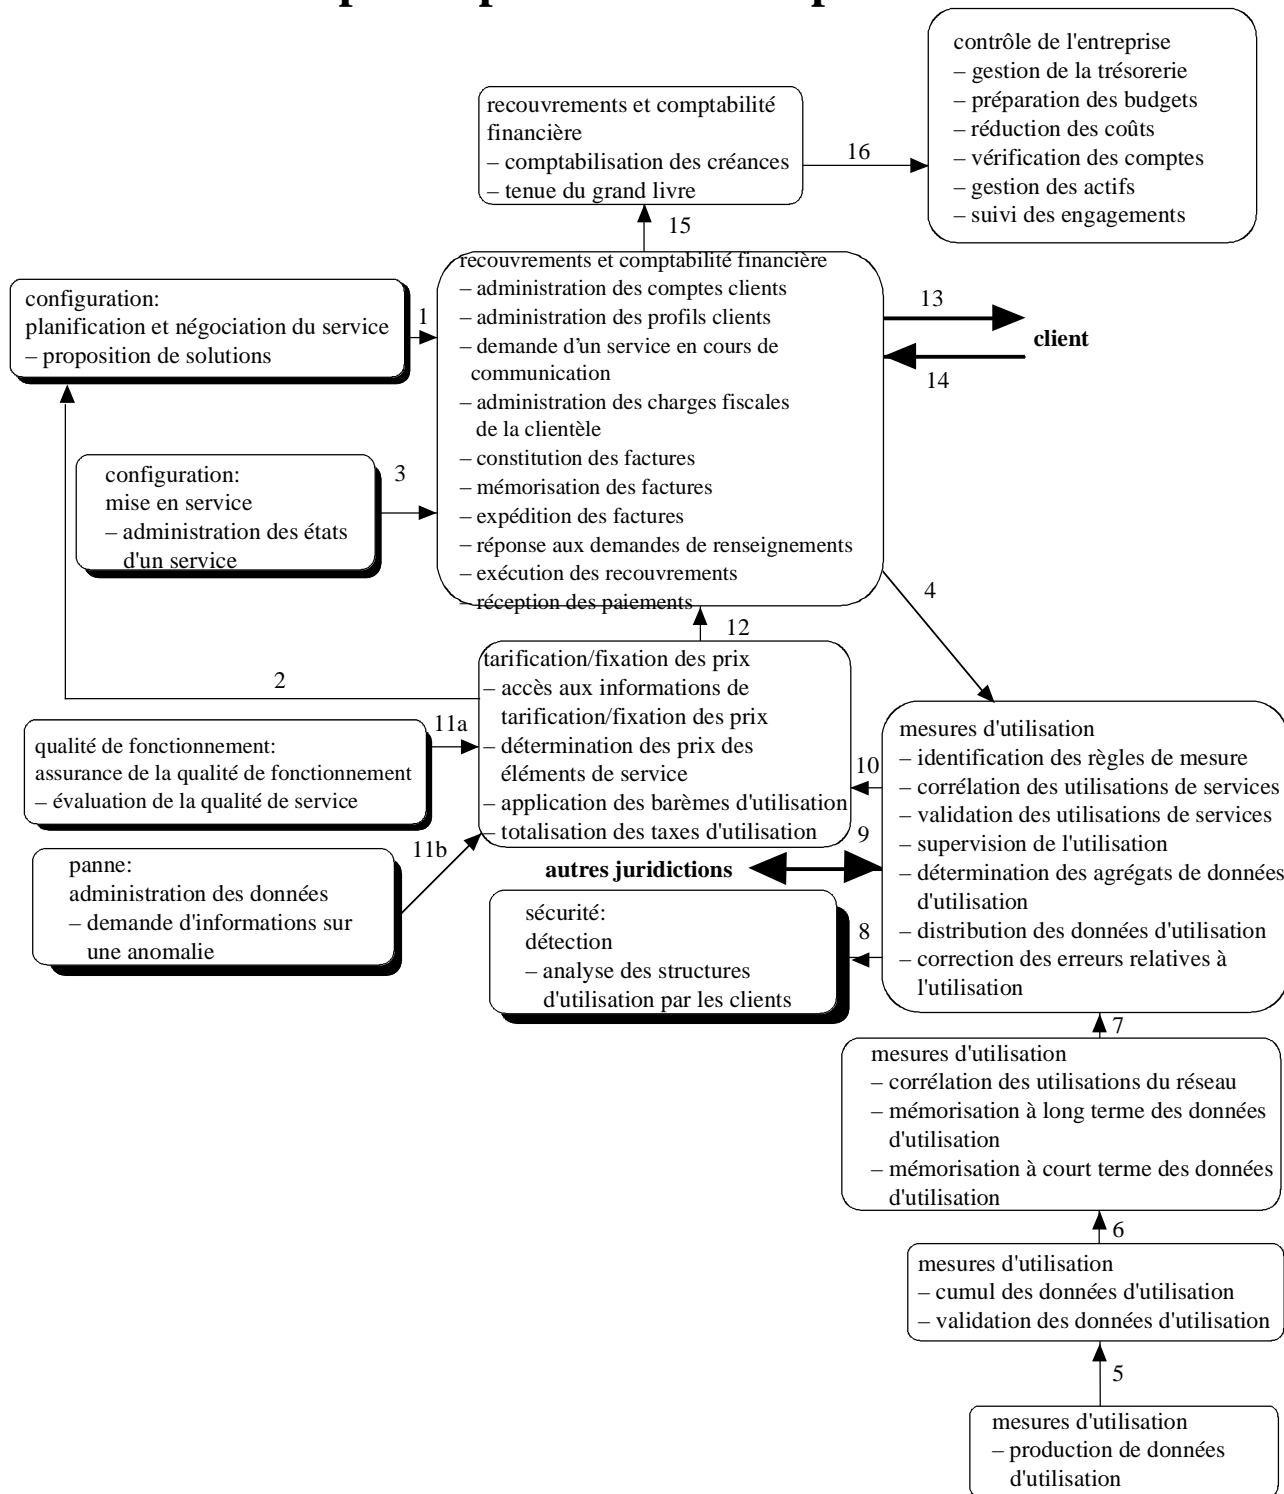 contrôle de l'entreprise
– gestion de la trésorerie
– préparation des budgets
– réduction des coûts
– vérification des comptes
– gestion des actifs
– suivi des engagements
recouvrements et comptabilité
financière
– comptabilisation des créances
– tenue du grand livre
16
15
recouvrements et comptabilité financière
– administration des comptes clients
– administration des profils clients
– demande d’un service en cours de
communication
– administration des charges fiscales
de la clientèle
– constitution des factures
– mémorisation des factures
– expédition des factures
– réponse aux demandes de renseignements
– exécution des recouvrements
– réception des paiements
configuration:
planification et négociation du service
– proposition de solutions
1
13
client
14
configuration:
mise en service
– administration des états
d'un service
3
4
12
2
tarification/fixation des prix
– accès aux informations de
tarification/fixation des prix
– détermination des prix des
éléments de service
– application des barèmes d'utilisation
– totalisation des taxes d'utilisation
qualité de fonctionnement:
assurance de la qualité de fonctionnement
– évaluation de la qualité de service
11a
panne:
administration des données
– demande d'informations sur
une anomalie
11b
mesures d'utilisation
– identification des règles de mesure
– corrélation des utilisations de services
– validation des utilisations de services
– supervision de l'utilisation
– détermination des agrégats de données
d'utilisation
– distribution des données d'utilisation
– correction des erreurs relatives à
l'utilisation
10
9
autres juridictions
8
sécurité:
détection
– analyse des structures
d'utilisation par les clients
7
mesures d'utilisation
– corrélation des utilisations du réseau
– mémorisation à long terme des données
d'utilisation
– mémorisation à court terme des données
d'utilisation
6
mesures d'utilisation
– cumul des données d'utilisation
– validation des données d'utilisation
5
mesures d'utilisation
– production de données
d'utilisation